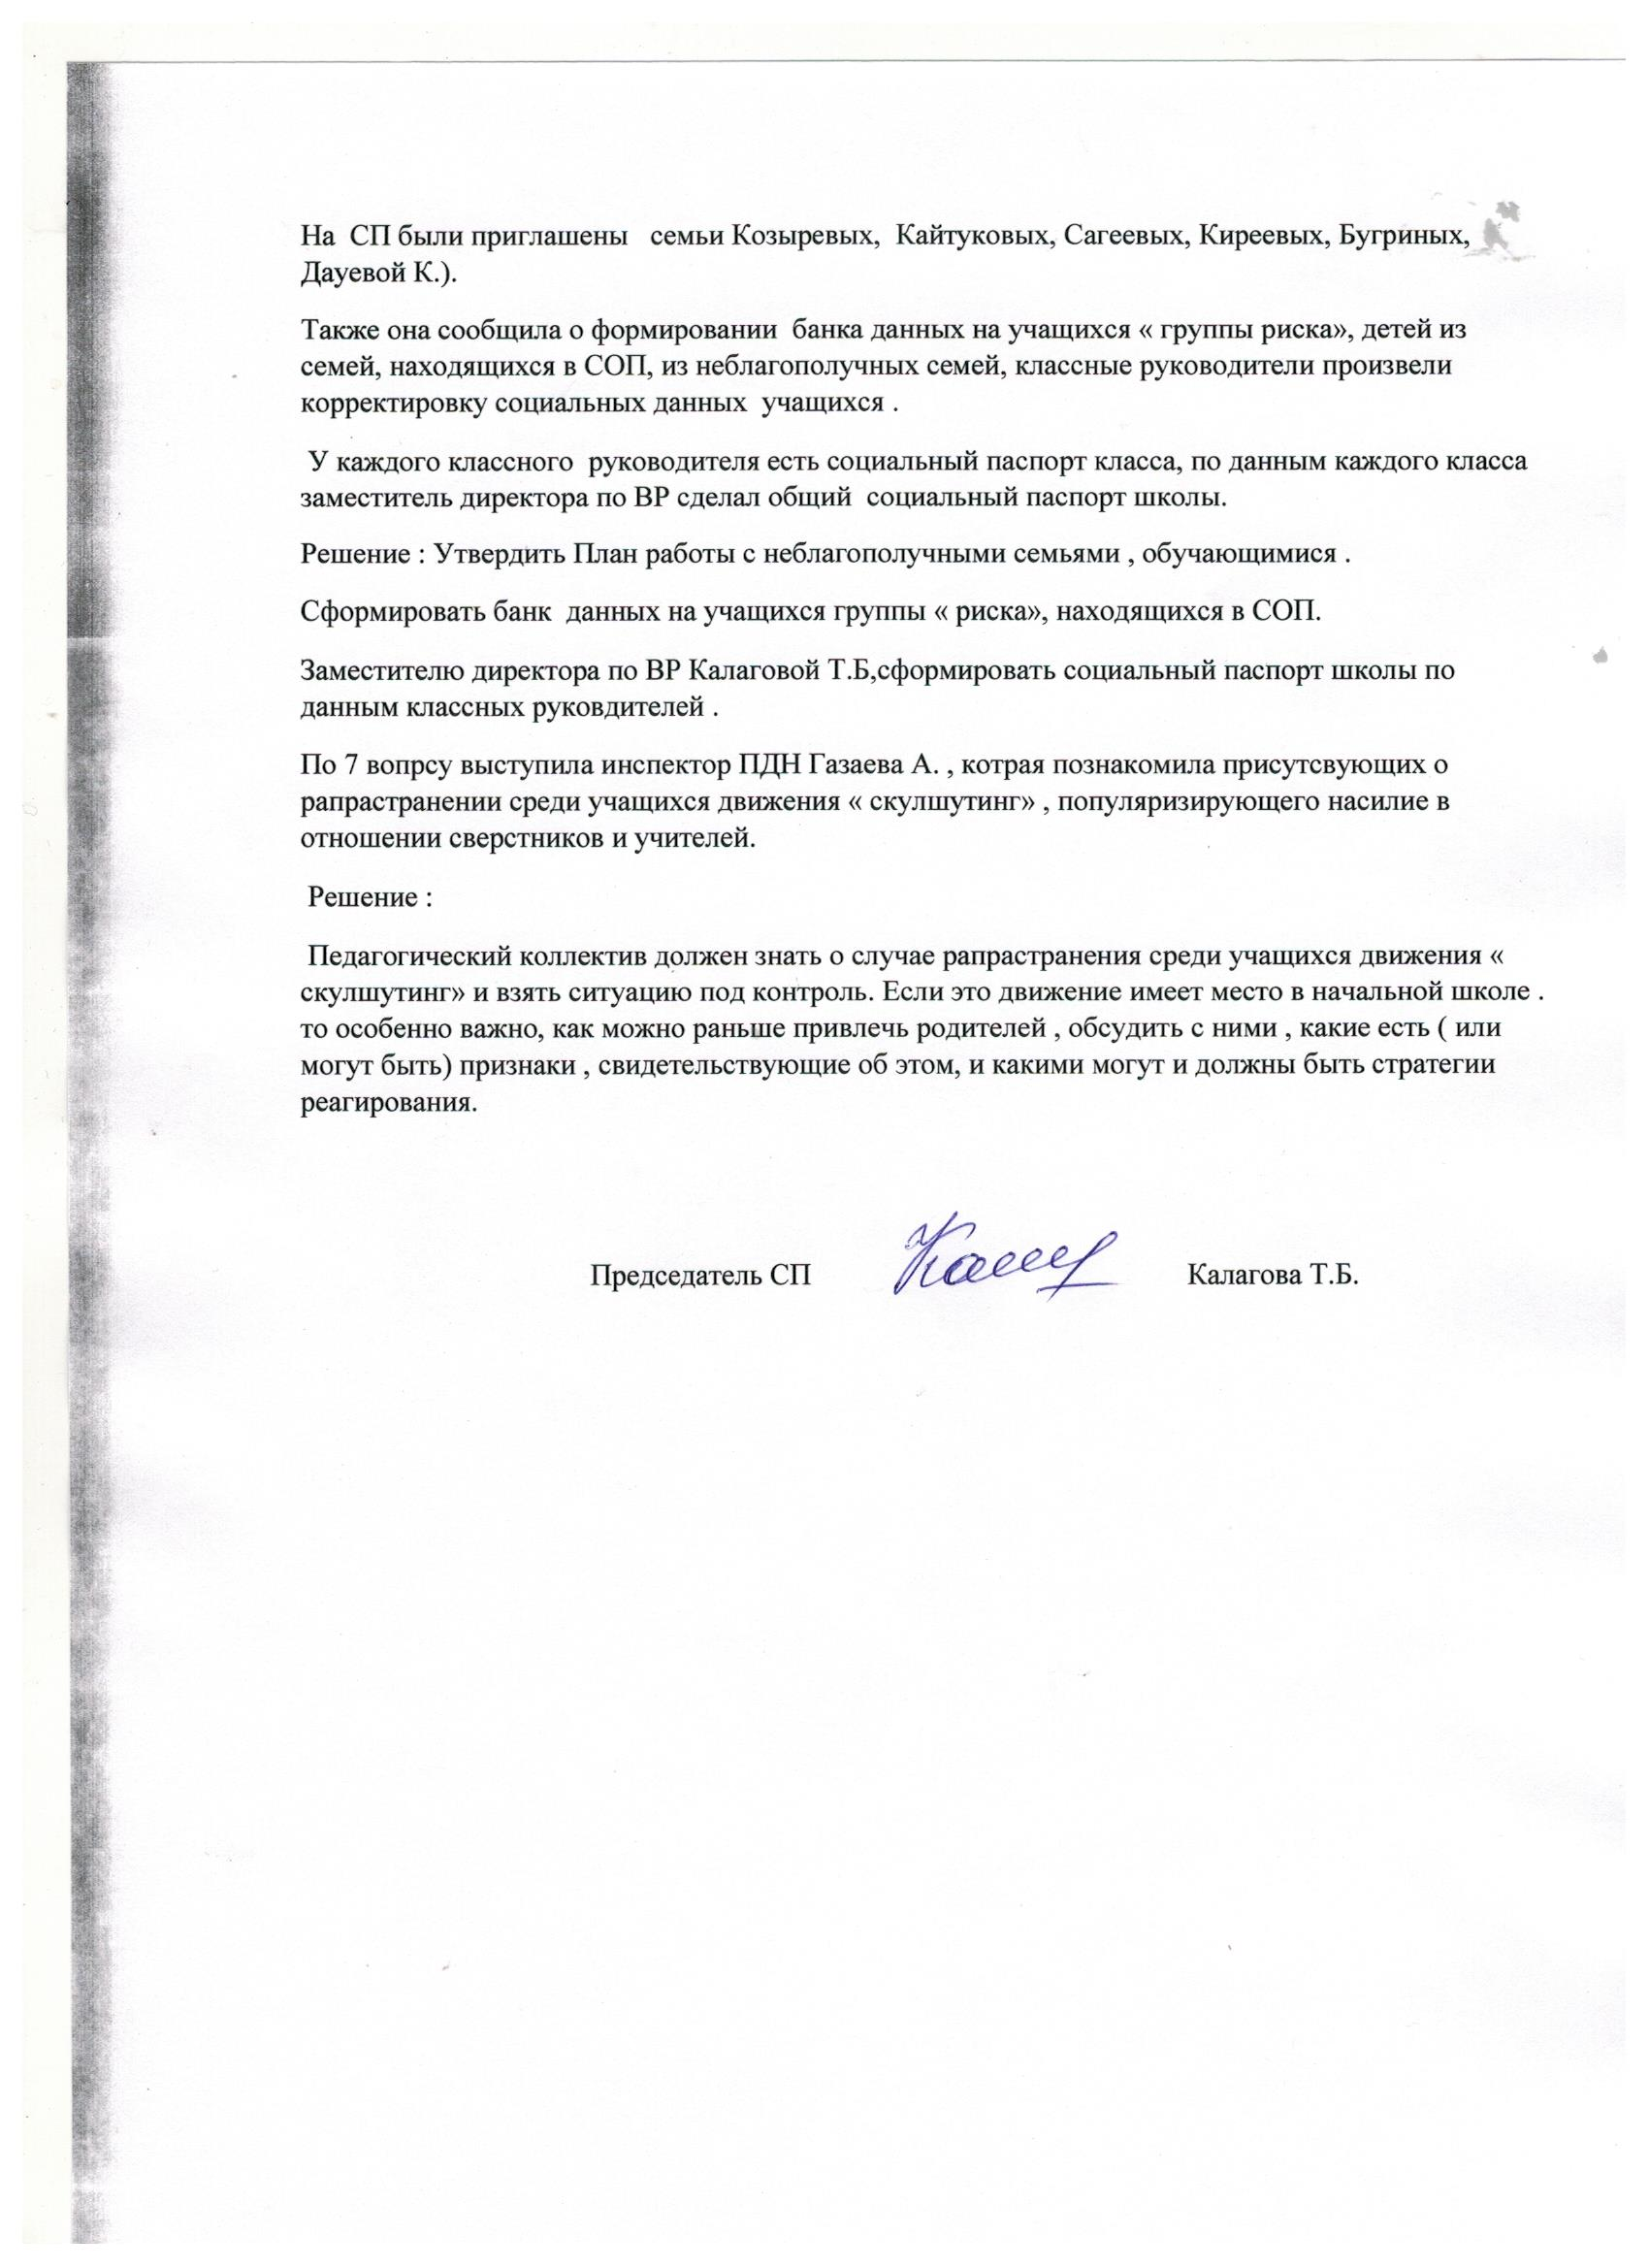 На  СП были приглашены   семьи Козыревых,  Кайтуковых, Сагеевых, Киреевых, Бугриных,
Дауевой К.).
Также она сообщила о формировании  банка данных на учащихся « группы риска», детей из
семей, находящихся в СОП, из неблагополучных семей, классные руководители произвели
корректировку социальных данных  учащихся .
У каждого классного  руководителя есть социальный паспорт класса, по данным каждого класса
заместитель директора по ВР сделал общий  социальный паспорт школы.
Решение : Утвердить План работы с неблагополучными семьями , обучающимися .
Сформировать банк  данных на учащихся группы « риска», находящихся в СОП.
Заместителю директора по ВР Калаговой Т.Б,сформировать социальный паспорт школы по
данным классных руковдителей .
По 7 вопрсу выступила инспектор ПДН Газаева А. , котрая познакомила присутсвующих о
рапрастранении среди учащихся движения « скулшутинг» , популяризирующего насилие в
отношении сверстников и учителей.
Решение :
Педагогический коллектив должен знать о случае рапрастранения среди учащихся движения «
скулшутинг» и взять ситуацию под контроль. Если это движение имеет место в начальной школе .
то особенно важно, как можно раньше привлечь родителей , обсудить с ними , какие есть ( или
могут быть) признаки , свидетельствующие об этом, и какими могут и должны быть стратегии
реагирования.
Председатель СП Калагова Т.Б.